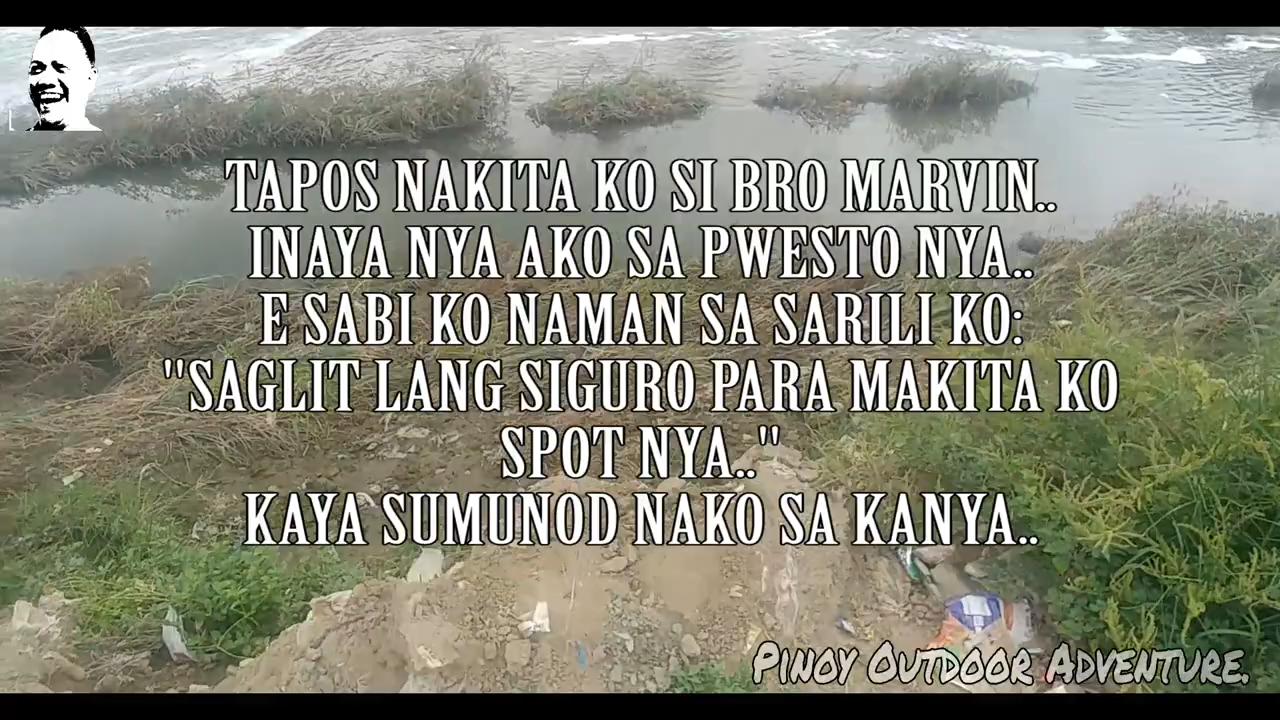 TAPOS NAKITA KO SI BRO MARVIN..
INAYA NYA AKO SA PWESTO NYA..
E SABI KO NAMAN SA SARILI KO:
"SAGLIT LANG SIGURO PARA MAKITA KO
SPOT NYA.."
KAYA SUMUNOD NAKO SA KANYA..
PINOY OUTDOOR ADVENTURE.